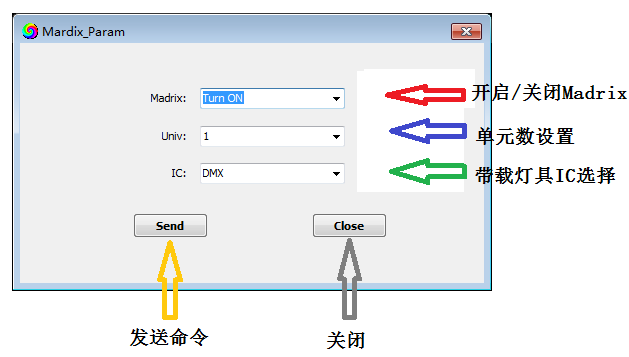 Mardix_Param
Madrix: Turn ON 开启/关闭Madrix
Univ: 1 单元数设置
IC: DMX 带载灯具IC选择
Send Close
发送命令 关闭